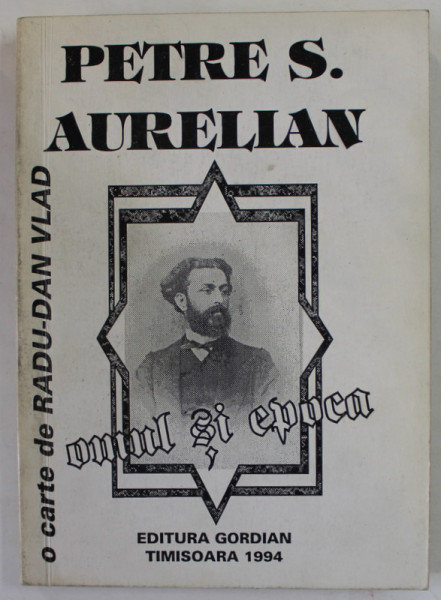 PETRE S.
AURELIAN
o carte de RADU-DAN VLAD
omul și epoca
EDITURA GORDIAN
TIMISOARA 1994